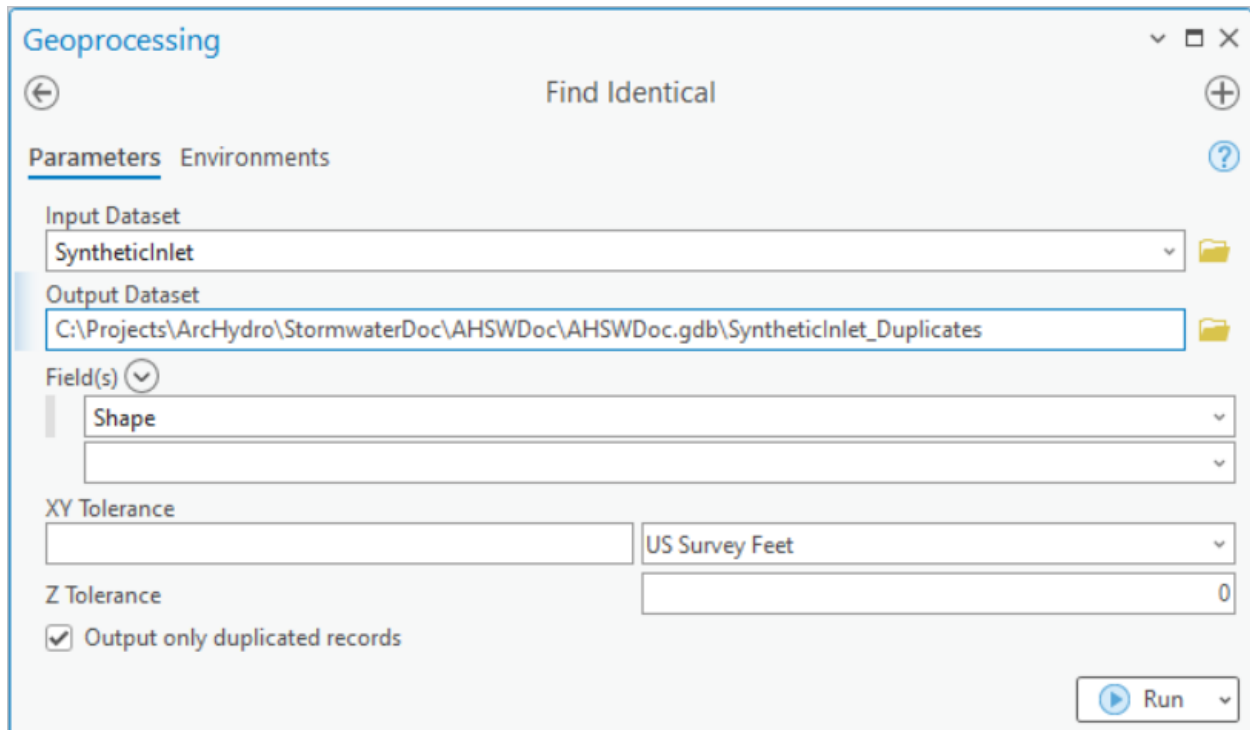 Geoprocessing
Find Identical
Parameters Environments
Input Dataset
SyntheticInlet
Output Dataset
C:\Projects\ArcHydro\StormwaterDoc\AHSWDoc\AHSWDoc.gdb\SyntheticInlet_Duplicates
Field(s)
Shape
XY Tolerance
US Survey Feet
Z Tolerance 0
Output only duplicated records
Run